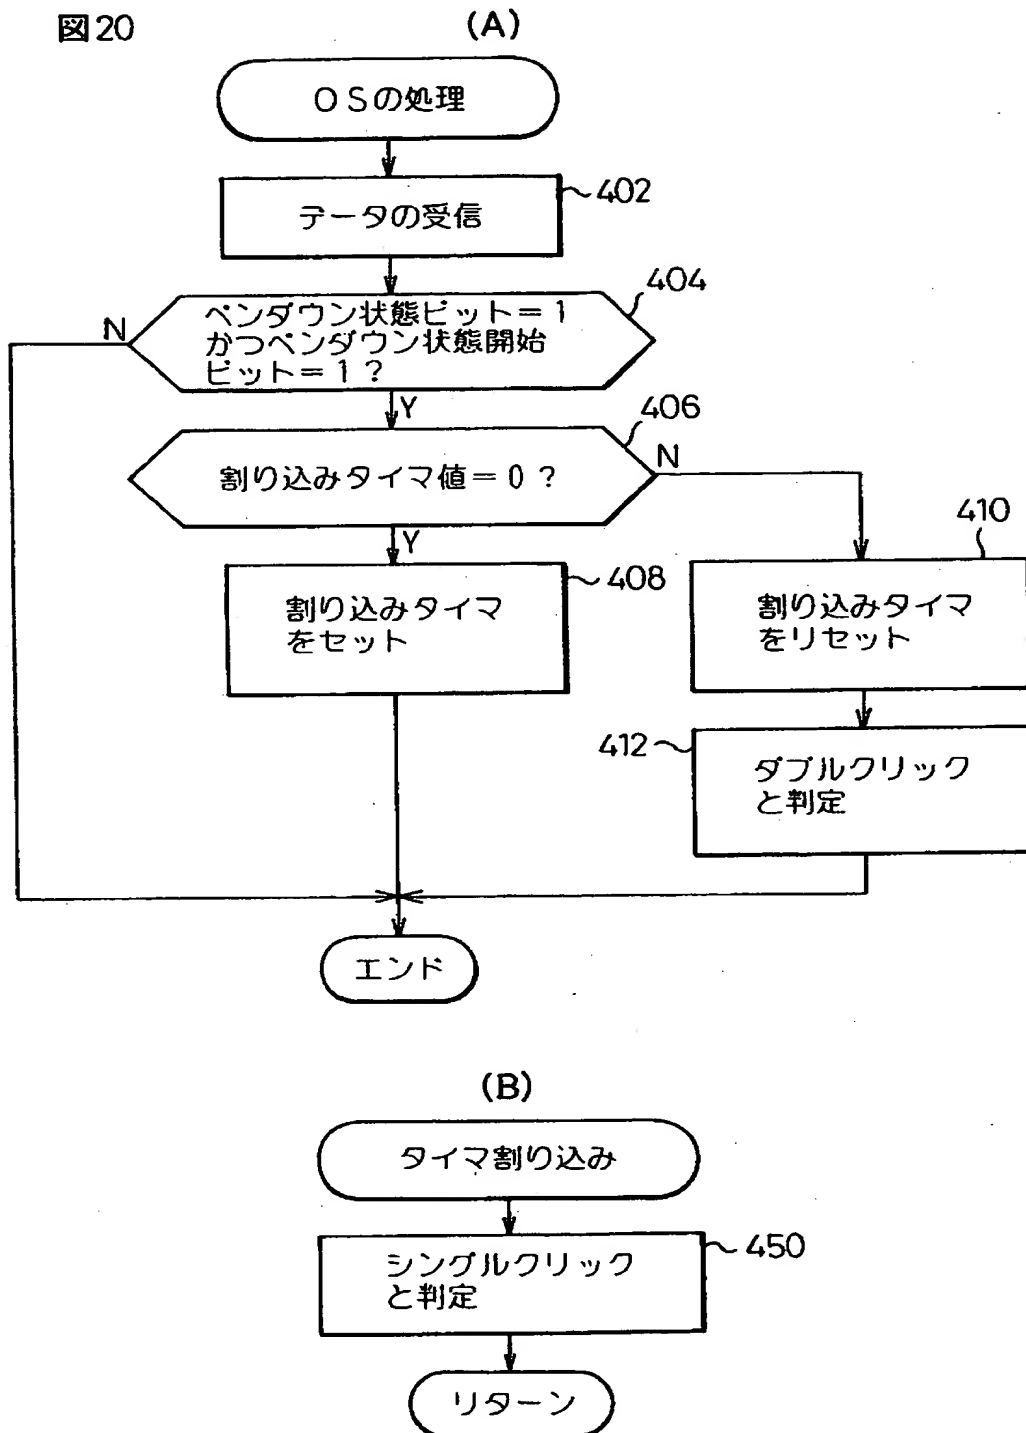 図20
(A)
OSの処理
データの受信
402
ペンダウン状態ビット=1
かつペンダウン状態開始
ビット=1?
404
N
Y
割り込みタイマ値=0?
406
N
Y
割り込みタイマ
をセット
408
割り込みタイマ
をリセット
410
ダブルクリック
と判定
412
エンド
(B)
タイマ割り込み
シングルクリック
と判定
450
リターン